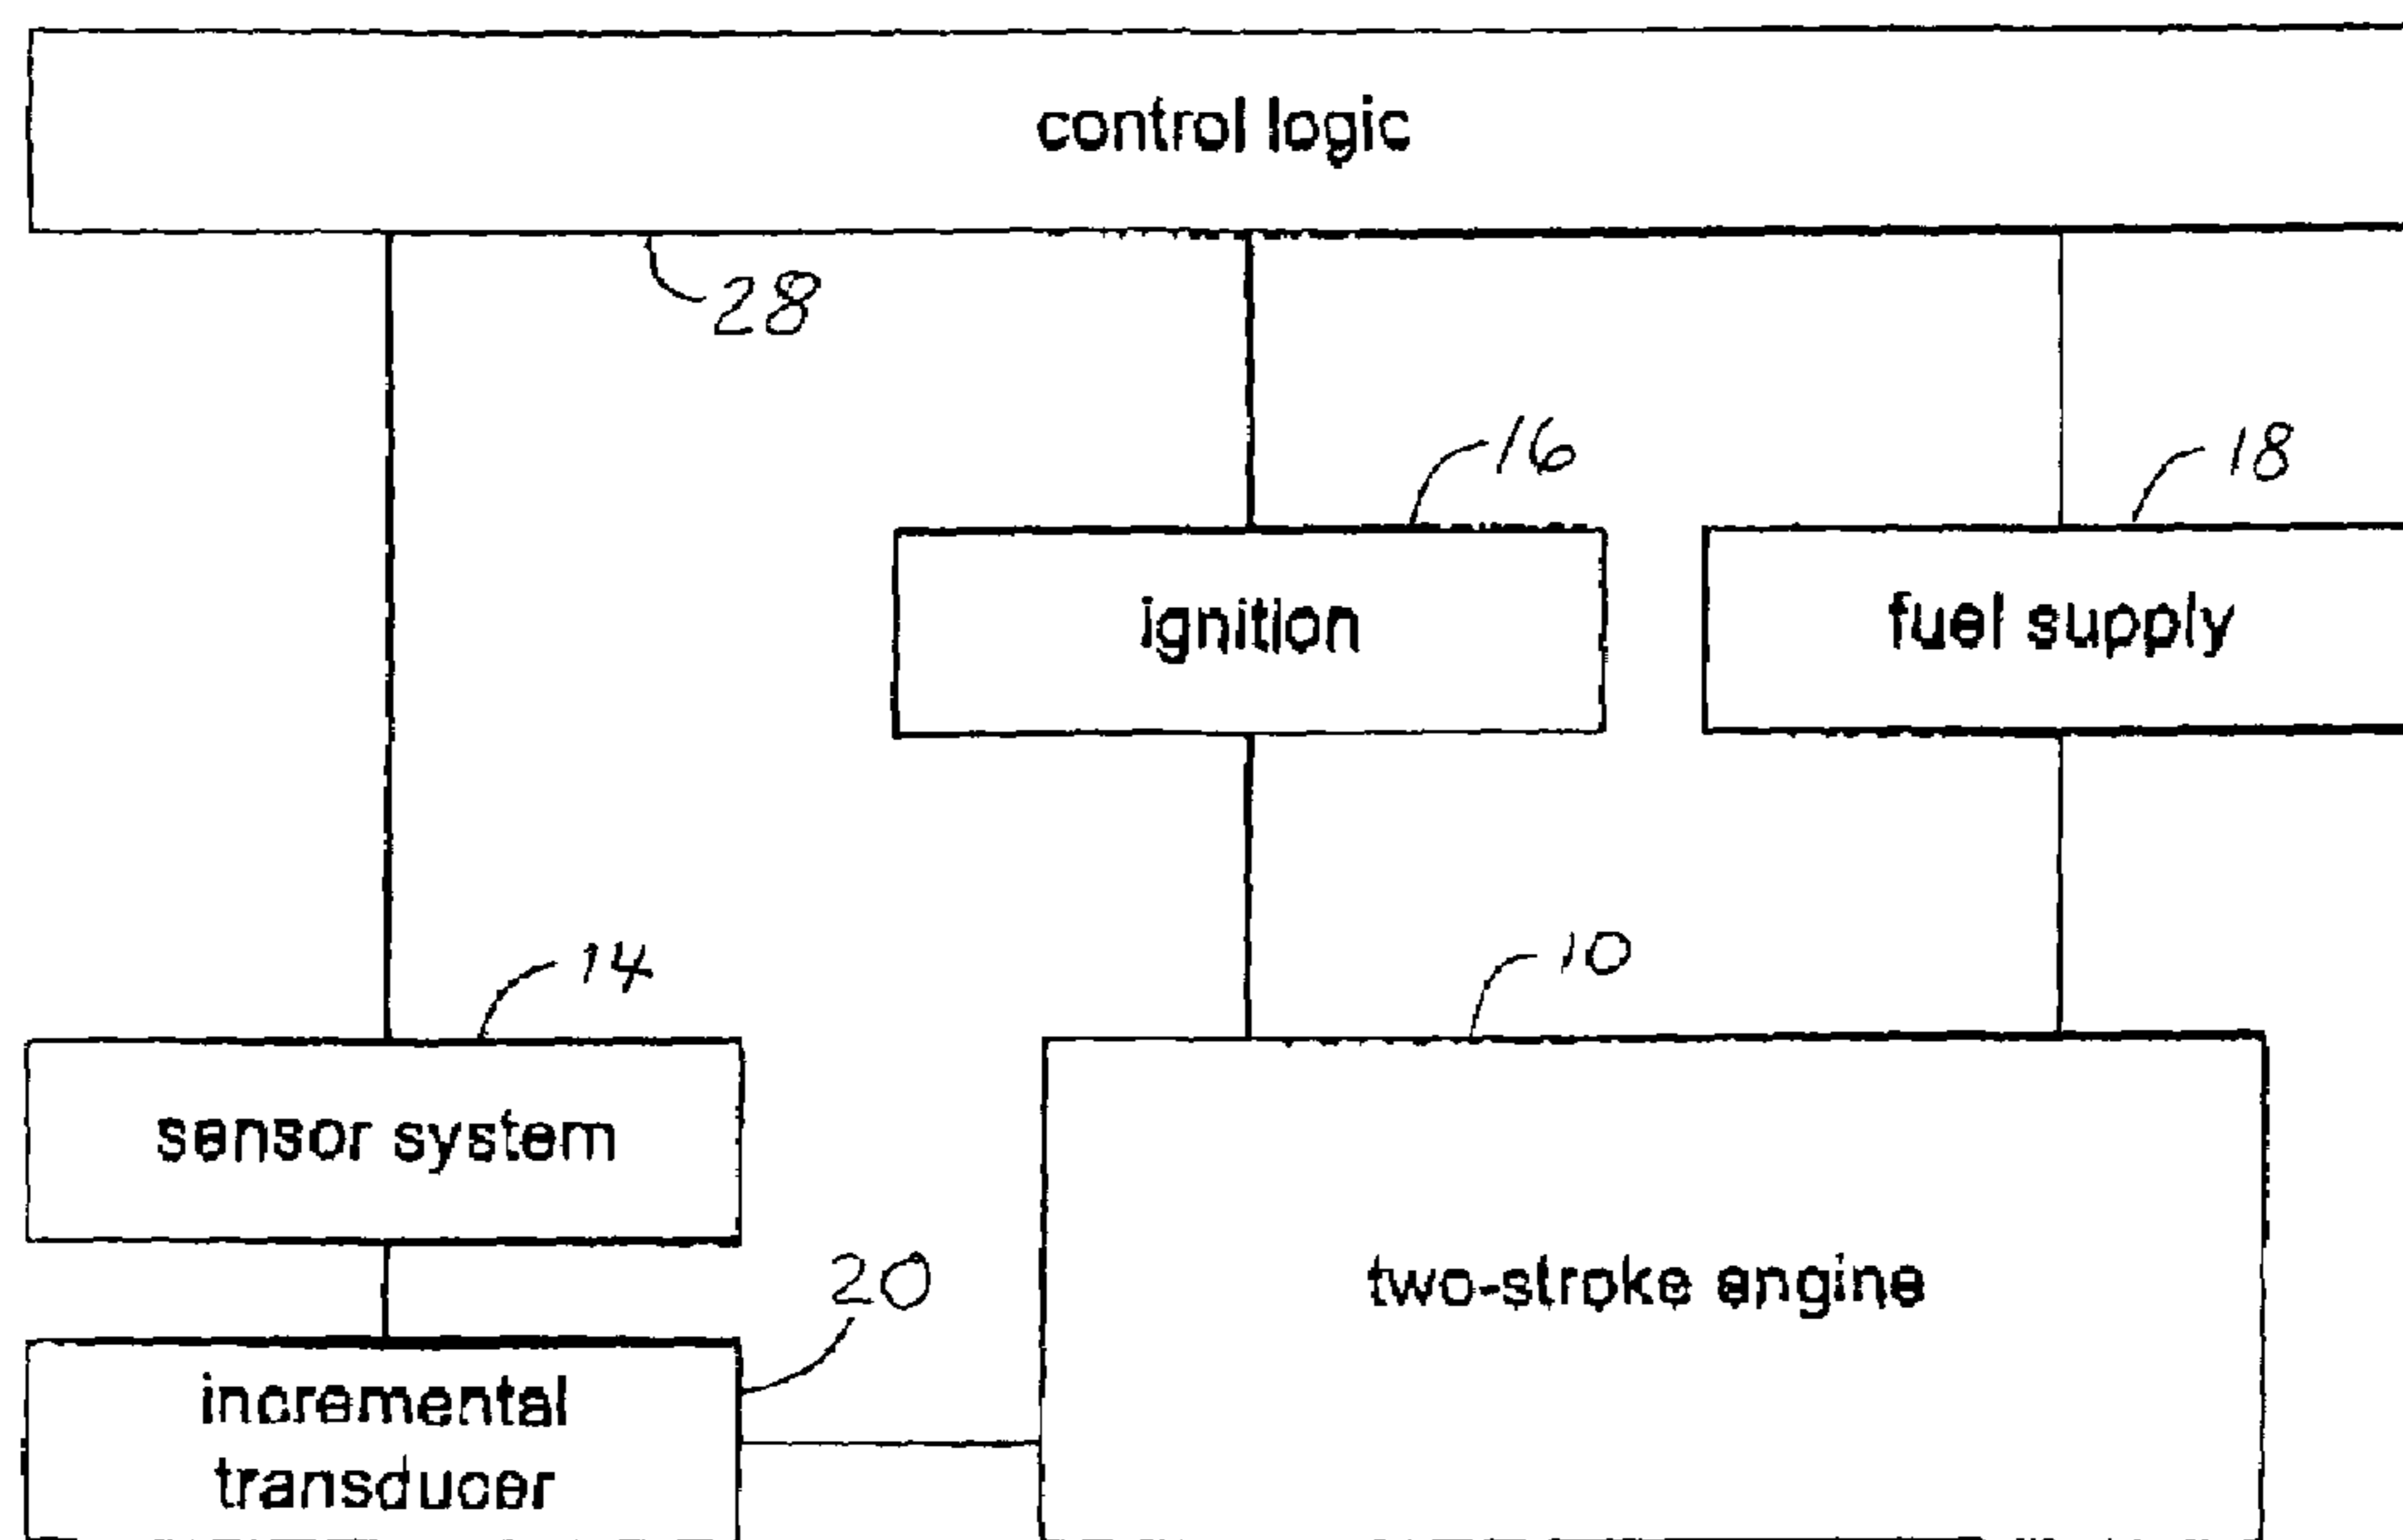 control logic
28
16
18
ignition
fuel supply
14
10
sensor system
20
two-stroke engine
incremental
transducer